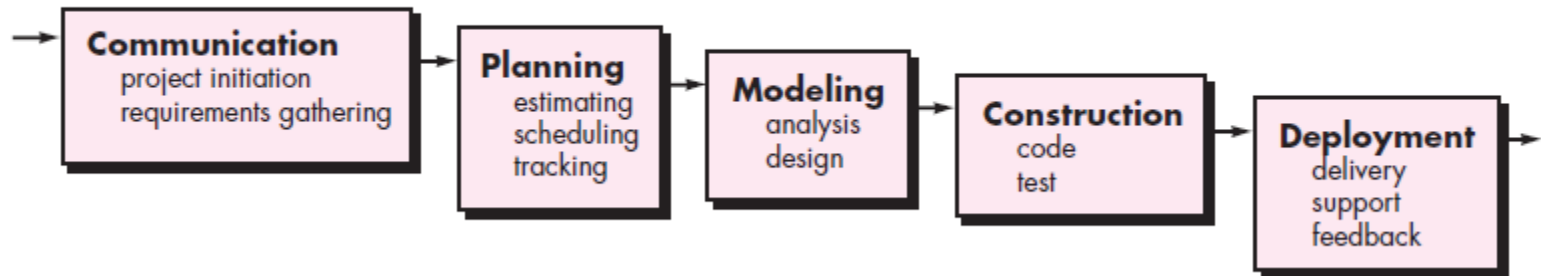 Communication
project initiation
requirements gathering
Planning
estimating
scheduling
tracking
Modeling
analysis
design
Construction
code
test
Deployment
delivery
support
feedback